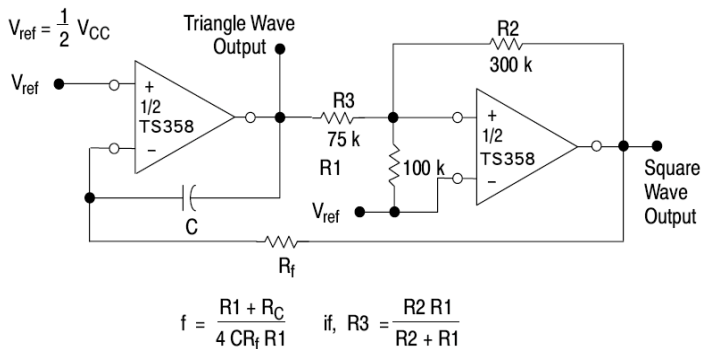 Vref = 1/2 VCC
Triangle Wave
Output
R2
300 k
Vref
+
1/2
TS358
−
R3
75 k
+
1/2
TS358
−
R1
100 k
Square
Wave
Output
Vref
C
Rf
f = R1 + RC / 4 CRf R1 if, R3 = R2 R1 / R2 + R1